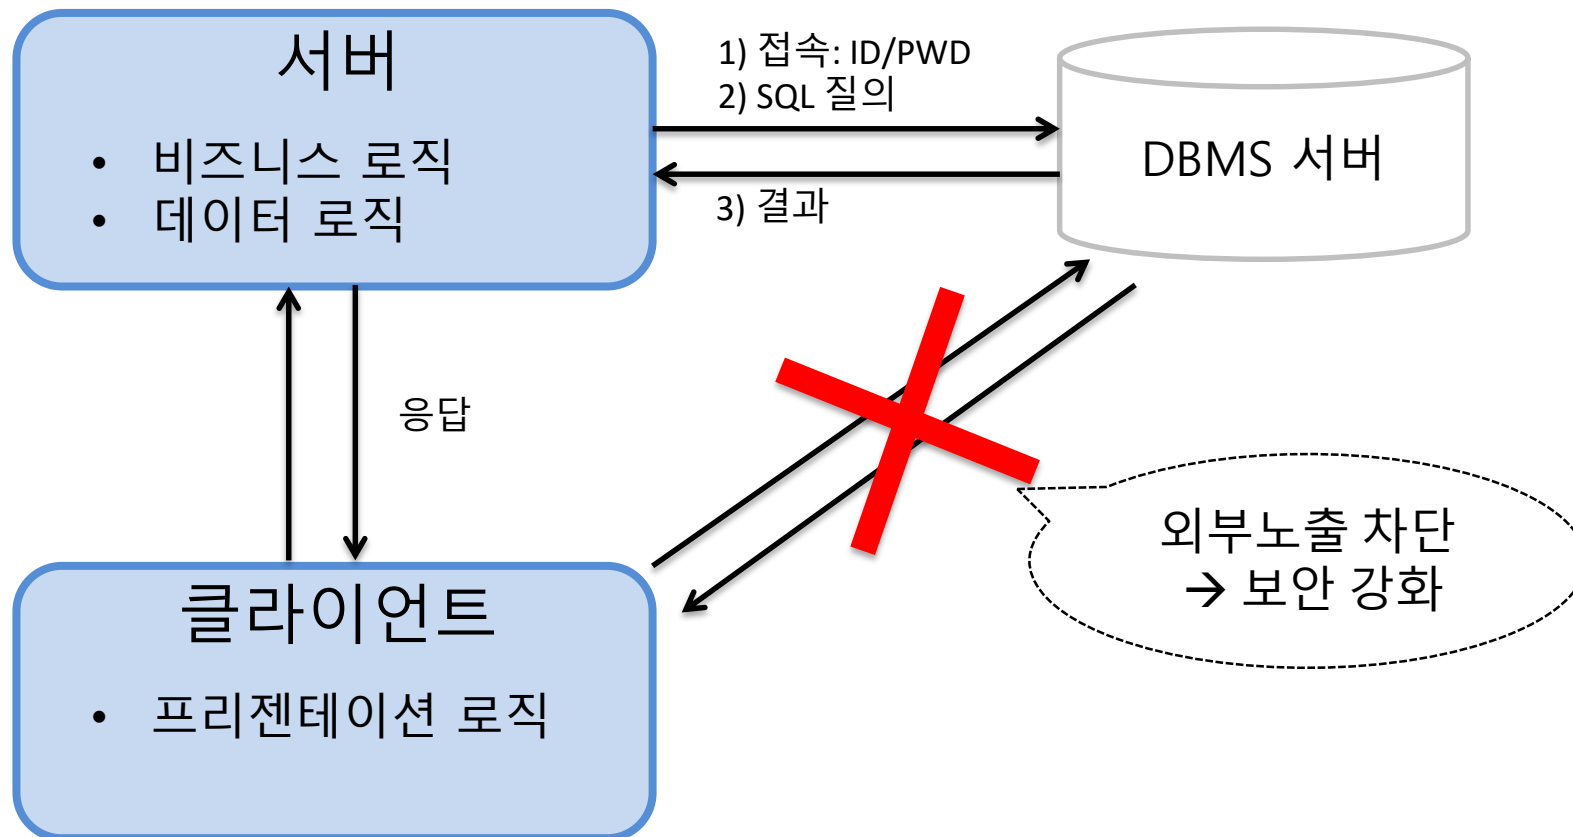 서버
• 비즈니스 로직
• 데이터 로직
1) 접속: ID/PWD
2) SQL 질의
3) 결과
DBMS 서버
응답
외부노출 차단
→ 보안 강화
클라이언트
• 프리젠테이션 로직